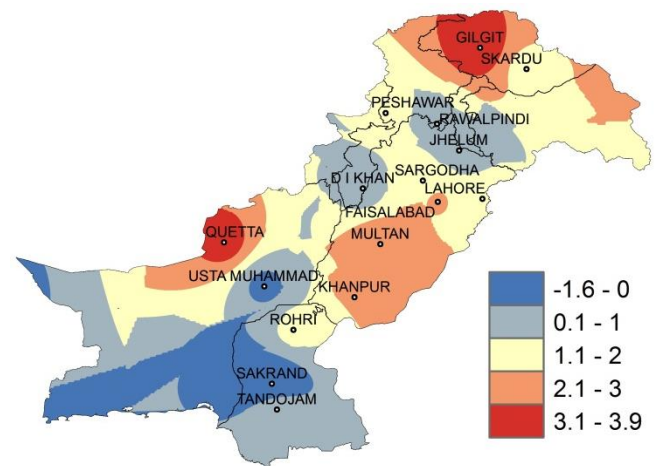 GILGIT
SKARDU
PESHAWAR
RAWALPINDI
JHELUM
D I KHAN
SARGODHA
LAHORE
FAISALABAD
QUETTA
MULTAN
USTA MUHAMMAD
KHANPUR
ROHRI
SAKRAND
TANDOJAM
-1.6 - 0
0.1 - 1
1.1 - 2
2.1 - 3
3.1 - 3.9